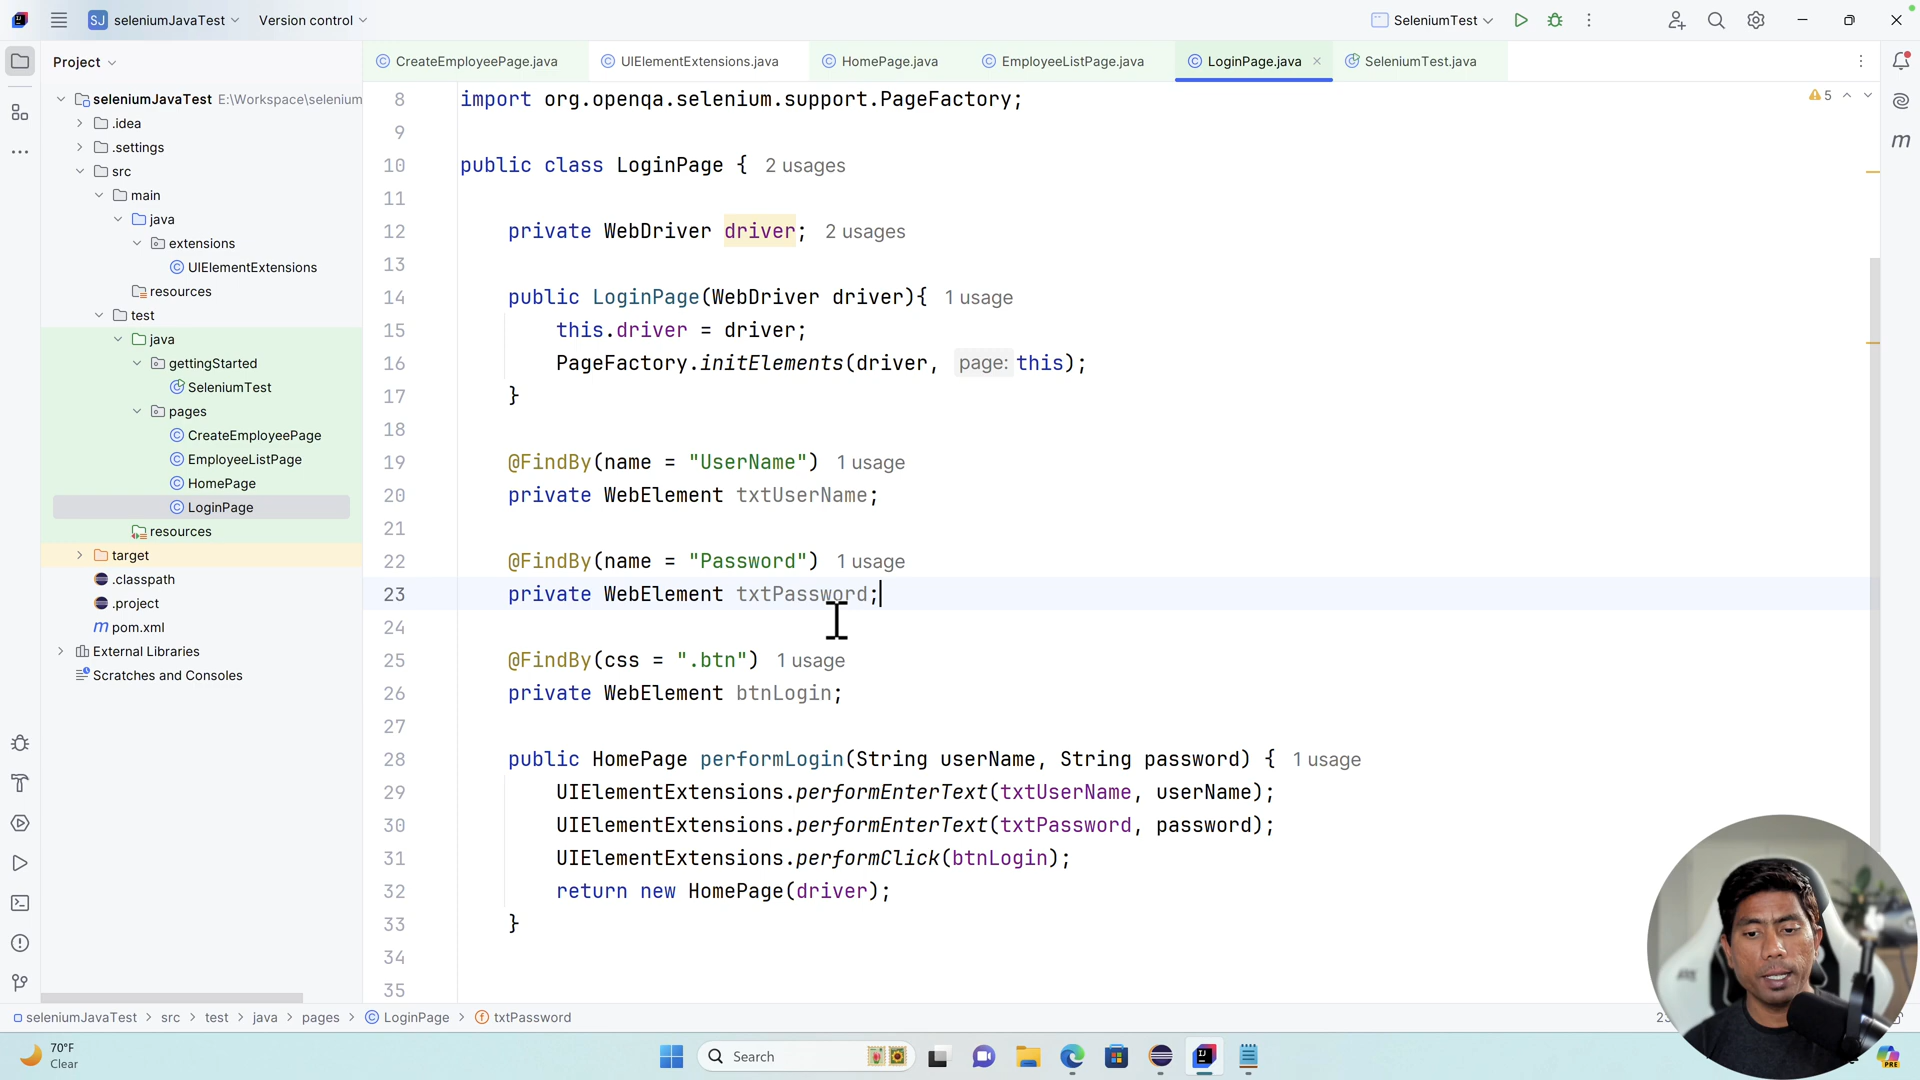 SJ seleniumJavaTest Version control SeleniumTest
Project CreateEmployeePage.java UIElementExtensions.java HomePage.java EmployeeListPage.java LoginPage.java SeleniumTest.java
seleniumJavaTest E:\Workspace\selenium
.idea
.settings
src
main
java
extensions
UIElementExtensions
resources
test
java
gettingStarted
SeleniumTest
pages
CreateEmployeePage
EmployeeListPage
HomePage
LoginPage
resources
target
.classpath
.project
m pom.xml
External Libraries
Scratches and Consoles
5
m
8 import org.openqa.selenium.support.PageFactory;
9
10 public class LoginPage { 2 usages
11
12 private WebDriver driver; 2 usages
13
14 public LoginPage(WebDriver driver){ 1 usage
15 this.driver = driver;
16 PageFactory.initElements(driver, page: this);
17 }
18
19 @FindBy(name = "UserName") 1 usage
20 private WebElement txtUserName;
21
22 @FindBy(name = "Password") 1 usage
23 private WebElement txtPassword;
24
25 @FindBy(css = ".btn") 1 usage
26 private WebElement btnLogin;
27
28 public HomePage performLogin(String userName, String password) { 1 usage
29 UIElementExtensions.performEnterText(txtUserName, userName);
30 UIElementExtensions.performEnterText(txtPassword, password);
31 UIElementExtensions.performClick(btnLogin);
32 return new HomePage(driver);
33 }
34
35
seleniumJavaTest > src > test > java > pages > LoginPage > txtPassword
70°F
Clear
Search
PRE